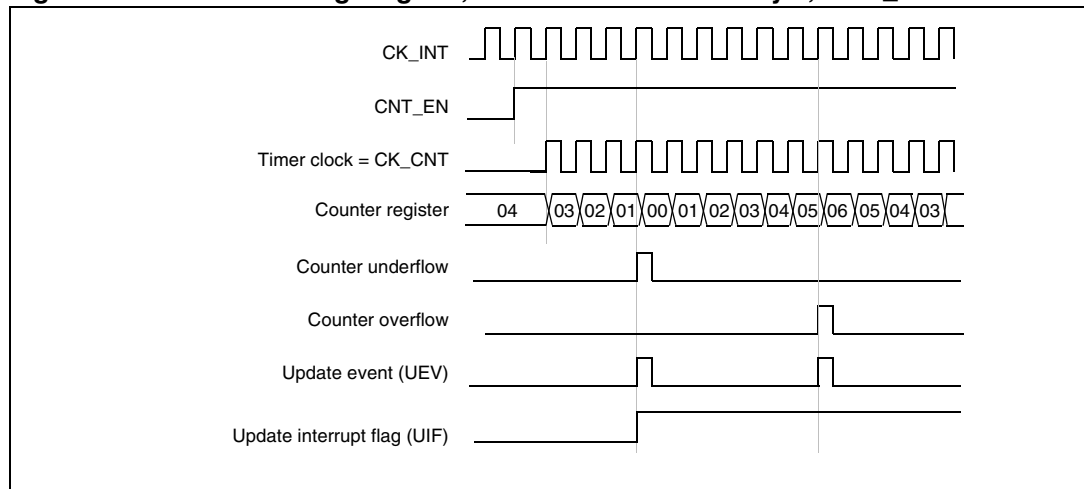 CK_INT
CNT_EN
Timer clock = CK_CNT
Counter register 04 03 02 01 00 01 02 03 04 05 06 05 04 03
Counter underflow
Counter overflow
Update event (UEV)
Update interrupt flag (UIF)